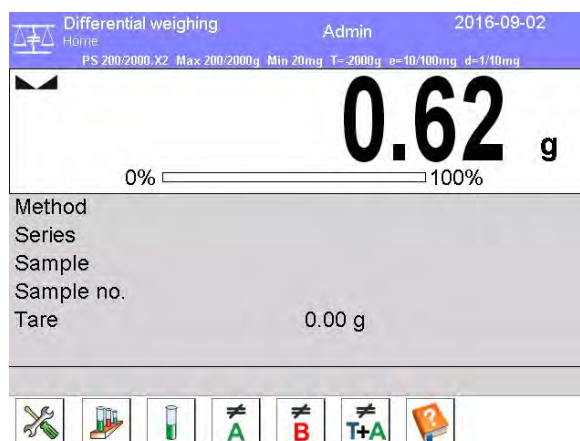 Differential weighing Admin 2016-09-02
Home
PS 200/2000.X2 Max 200/2000g Min 20mg T= -2000g e=10/100mg d=1/10mg
0.62 g
0% 100%
Method
Series
Sample
Sample no.
Tare 0.00 g
≠ ≠ ≠
A B T+A ?